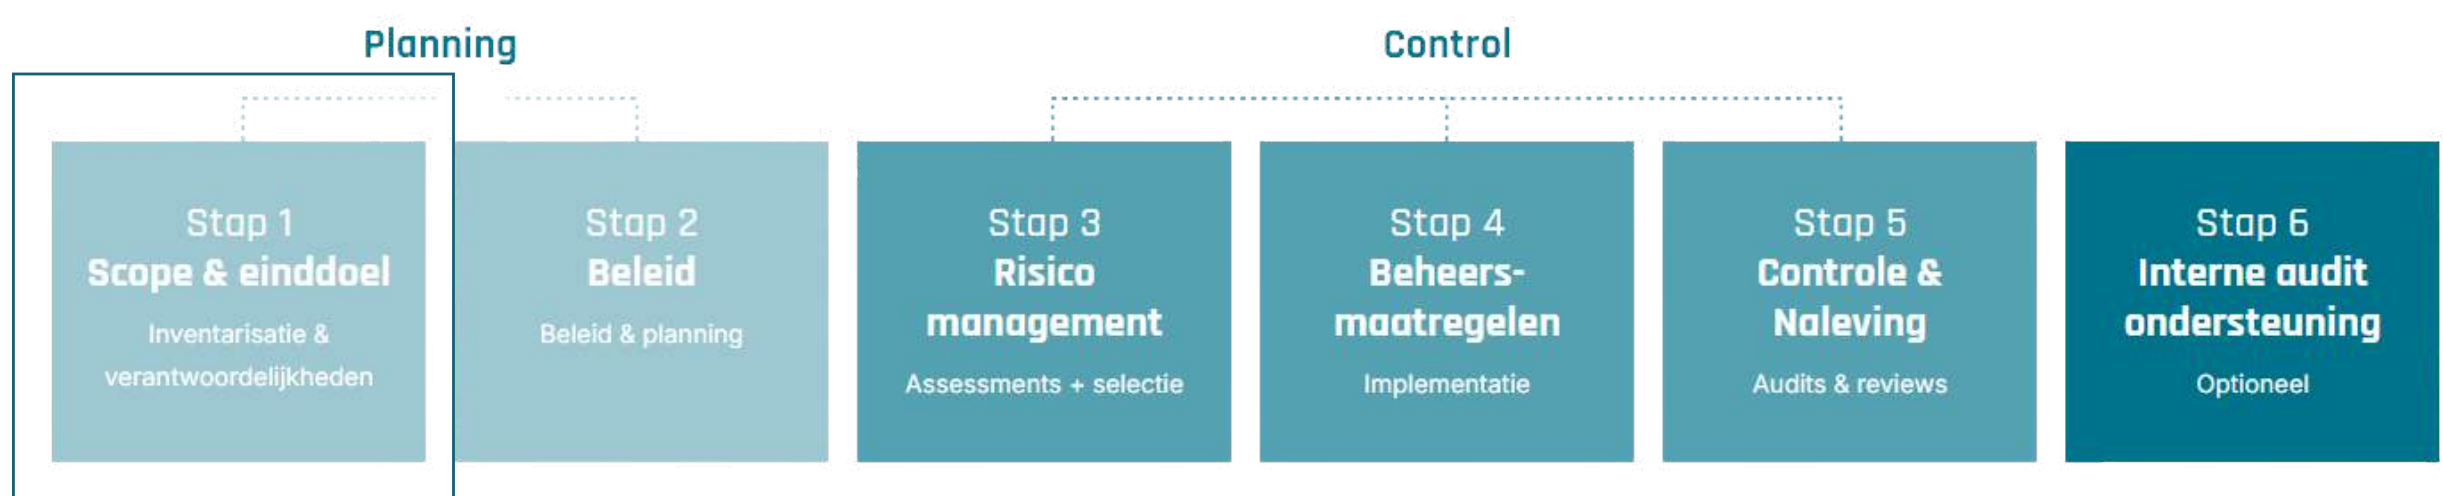 Planning
Control
Stap 1
Scope & einddoel
Inventarisatie &
verantwoordelijkheden
Stap 2
Beleid
Beleid & planning
Stap 3
Risico
management
Assessments + selectie
Stap 4
Beheers-
maatregelen
Implementatie
Stap 5
Controle &
Naleving
Audits & reviews
Stap 6
Interne audit
ondersteuning
Optioneel